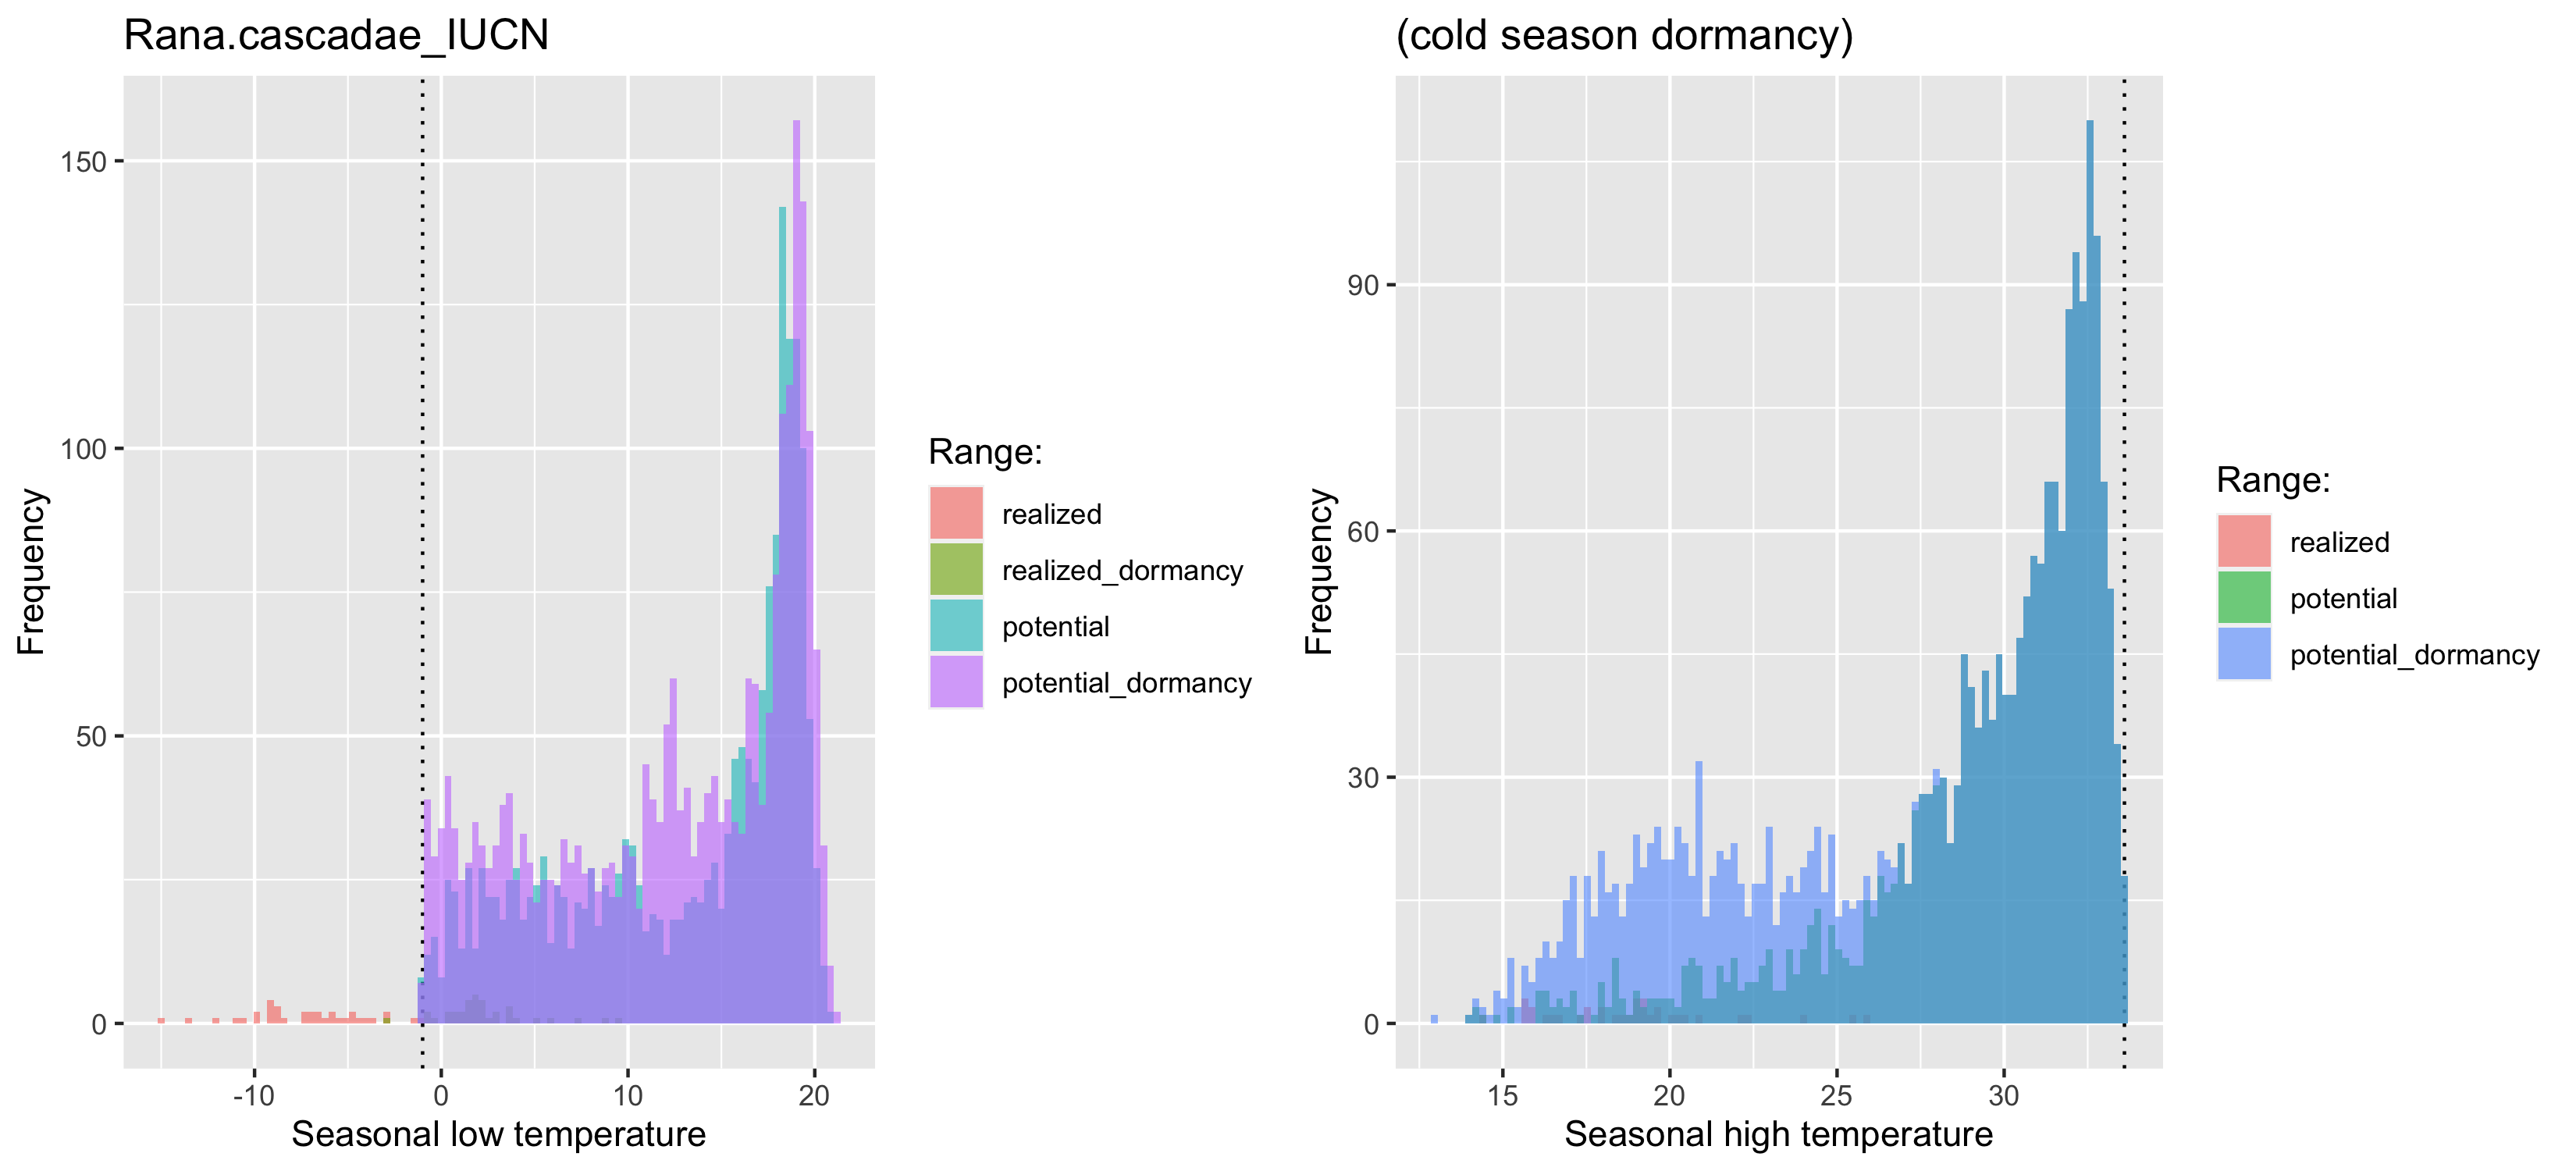 Rana.cascadae_IUCN
Frequency
150
100
50
0
-10
0
10
20
Seasonal low temperature
Range:
realized
realized_dormancy
potential
potential_dormancy
(cold season dormancy)
Frequency
90
60
30
0
15
20
25
30
Seasonal high temperature
Range:
realized
potential
potential_dormancy